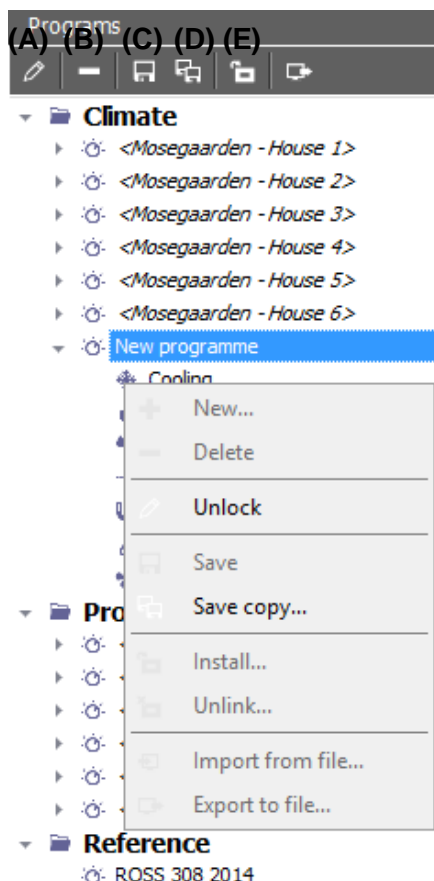 Programs
(A) (B) (C) (D) (E)
Climate
<Mosegaarden - House 1>
<Mosegaarden - House 2>
<Mosegaarden - House 3>
<Mosegaarden - House 4>
<Mosegaarden - House 5>
<Mosegaarden - House 6>
New programme
Cooling
New...
Delete
Unlock
Save
Save copy...
Install...
Unlink...
Import from file...
Export to file...
Pro
Reference
ROSS 308 2014